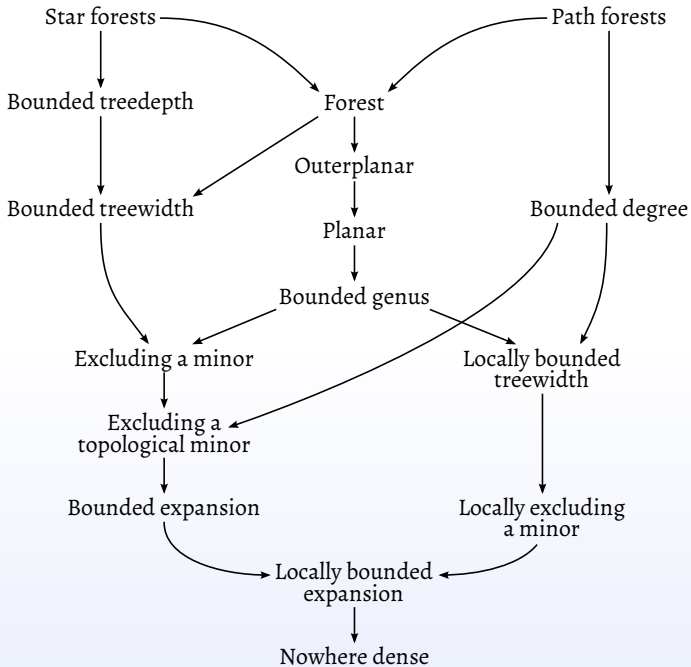 Star forests
Path forests
Bounded treedepth
Forest
Outerplanar
Bounded treewidth
Bounded degree
Planar
Bounded genus
Excluding a minor
Locally bounded
treewidth
Excluding a
topological minor
Bounded expansion
Locally excluding
a minor
Locally bounded
expansion
Nowhere dense